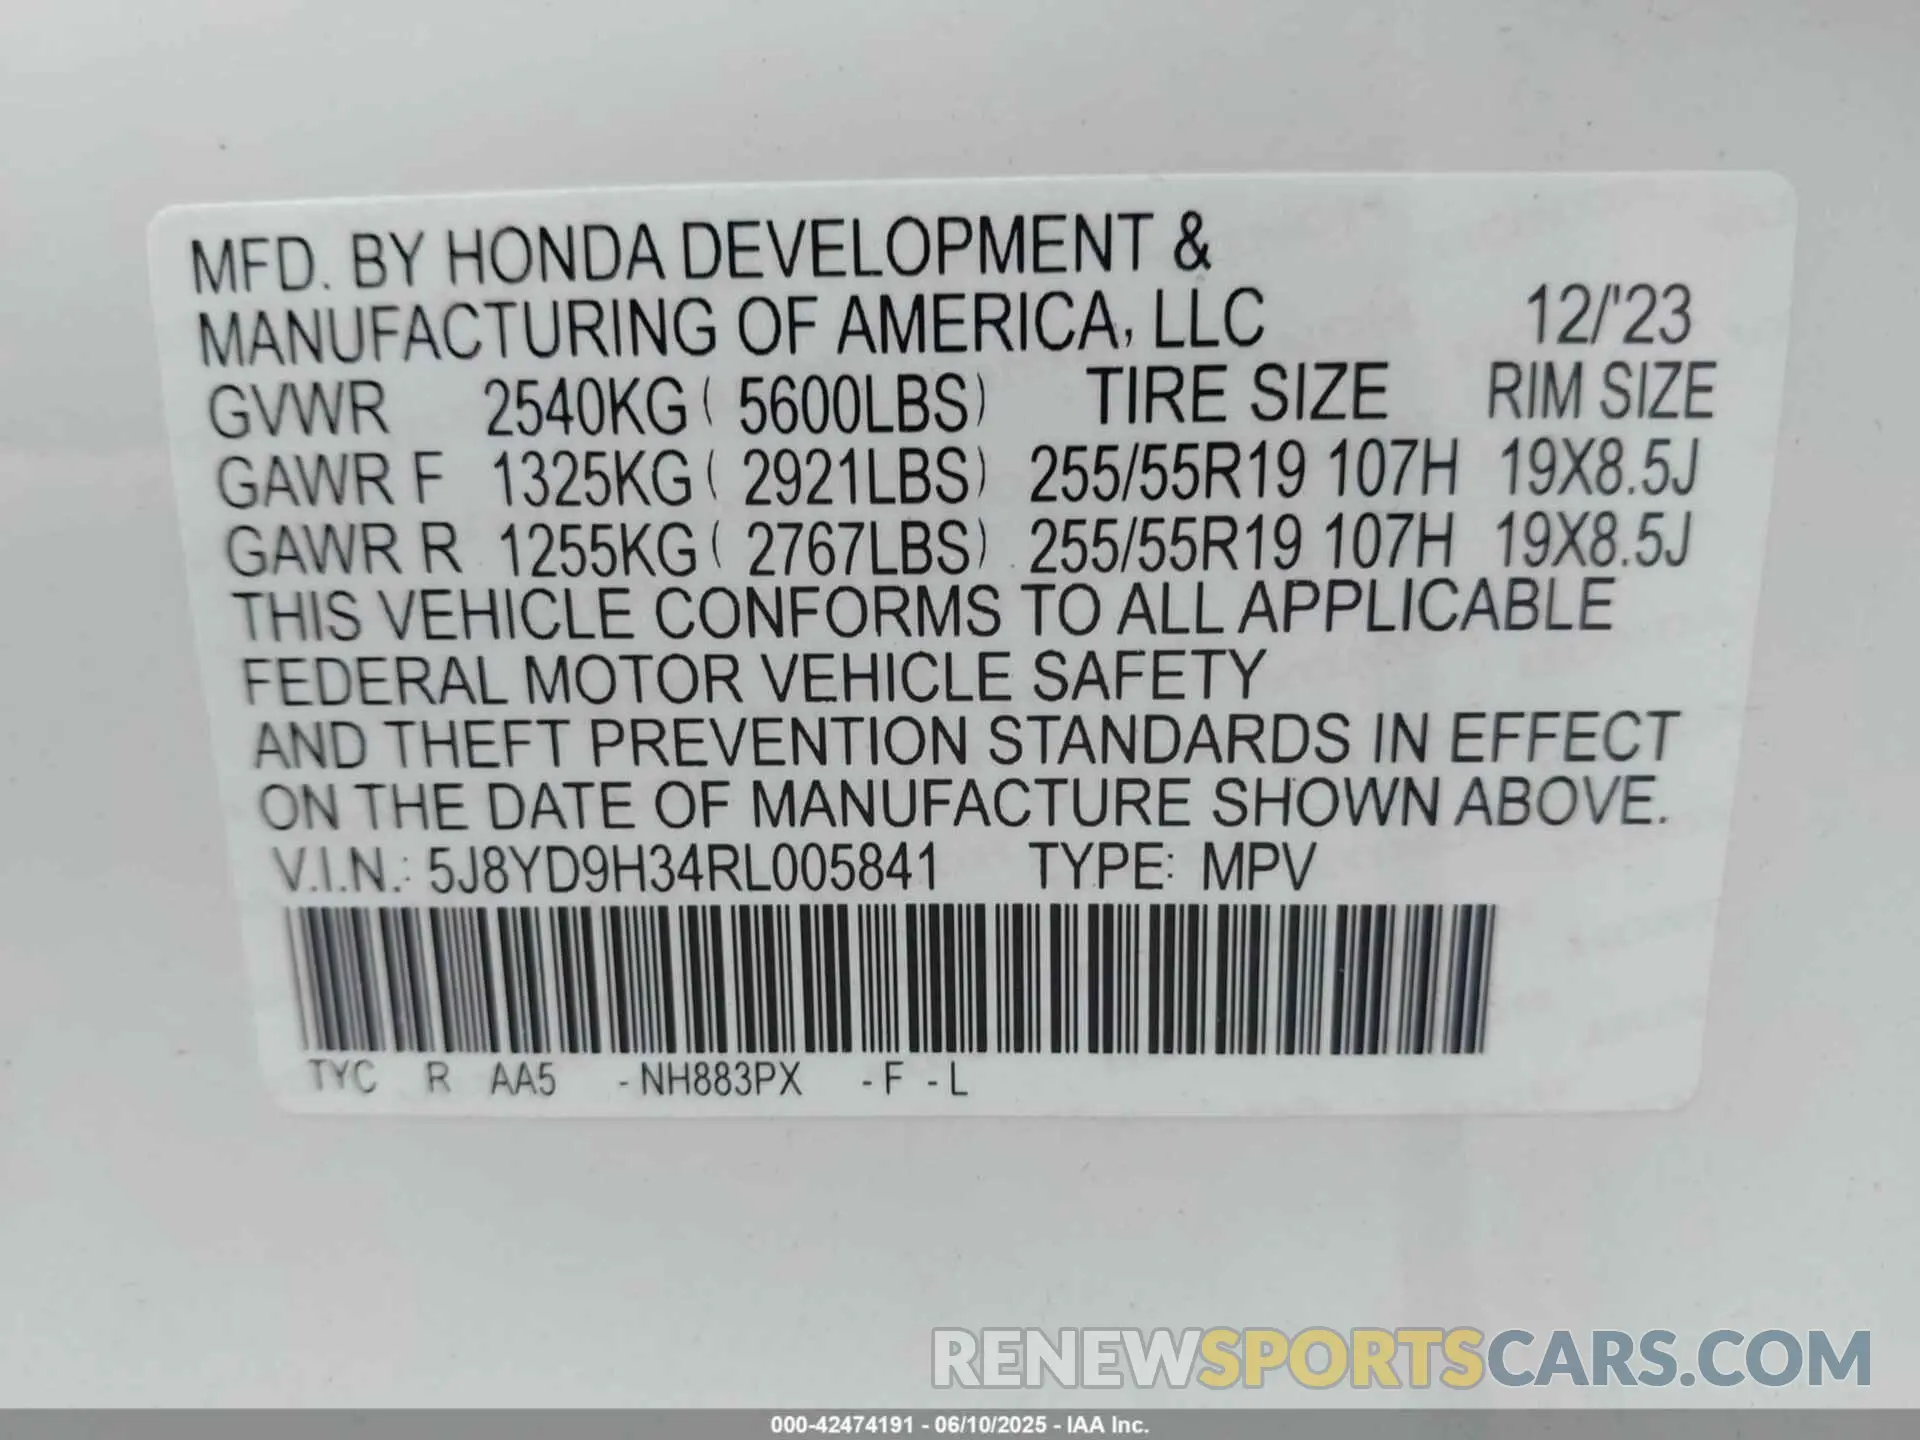 MFD. BY HONDA DEVELOPMENT &
MANUFACTURING OF AMERICA, LLC 12/'23
GVWR 2540KG ( 5600LBS) TIRE SIZE RIM SIZE
GAWR F 1325KG ( 2921LBS) 255/55R19 107H 19X8.5J
GAWR R 1255KG ( 2767LBS) 255/55R19 107H 19X8.5J
THIS VEHICLE CONFORMS TO ALL APPLICABLE
FEDERAL MOTOR VEHICLE SAFETY
AND THEFT PREVENTION STANDARDS IN EFFECT
ON THE DATE OF MANUFACTURE SHOWN ABOVE.
V.I.N.: 5J8YD9H34RL005841 TYPE: MPV
TYC R AA5 -NH883PX -F -L
RENEWSPORTSCARS.COM
000-42474191 - 06/10/2025 - IAA Inc.